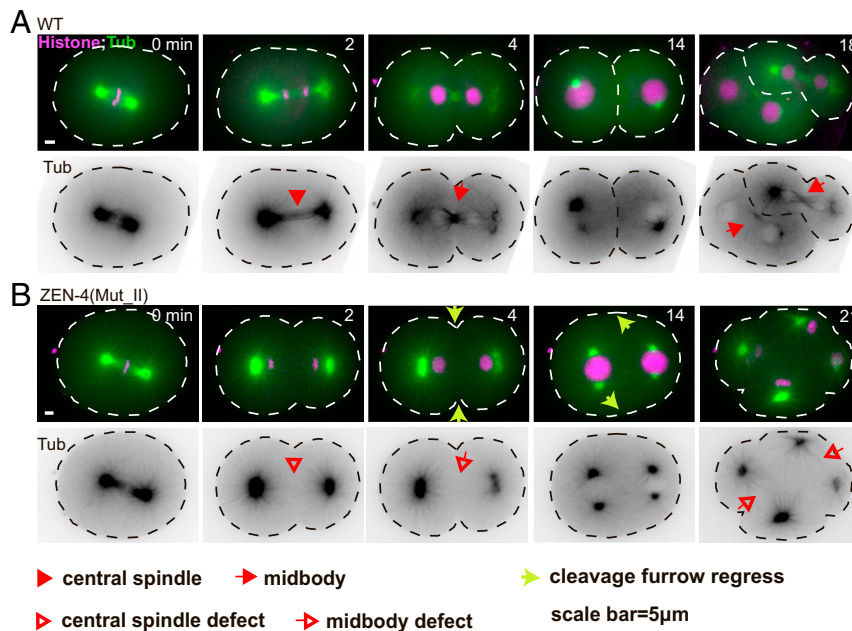 A WT
Histone;Tub 0 min 2 4 14 18
Tub
B ZEN-4(Mut_II)
0 min 2 4 14 21
Tub
central spindle midbody cleavage furrow regress
central spindle defect midbody defect scale bar=5µm